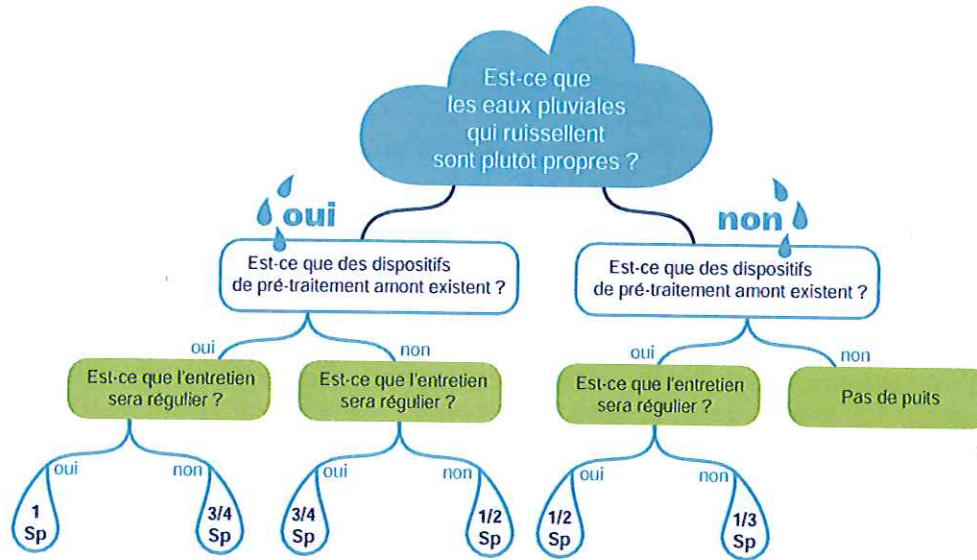 Est-ce que
les eaux pluviales
qui ruissellent
sont plutôt propres ?
oui
non
Est-ce que des dispositifs
de pré-traitement amont existent ?
Est-ce que des dispositifs
de pré-traitement amont existent ?
oui
non
oui
non
Est-ce que l'entretien
sera régulier ?
Est-ce que l'entretien
sera régulier ?
Est-ce que l'entretien
sera régulier ?
Pas de puits
oui
non
oui
non
oui
non
1
Sp
3/4
Sp
3/4
Sp
1/2
Sp
1/2
Sp
1/3
Sp